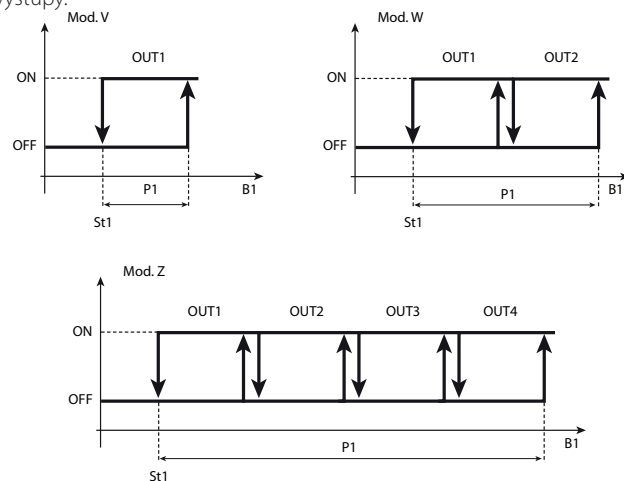 výstupy.
Mod. V
OUT1
ON
OFF
P1
B1
St1
Mod. W
OUT1 OUT2
ON
OFF
P1
B1
St1
Mod. Z
OUT1 OUT2 OUT3 OUT4
ON
OFF
P1
B1
St1